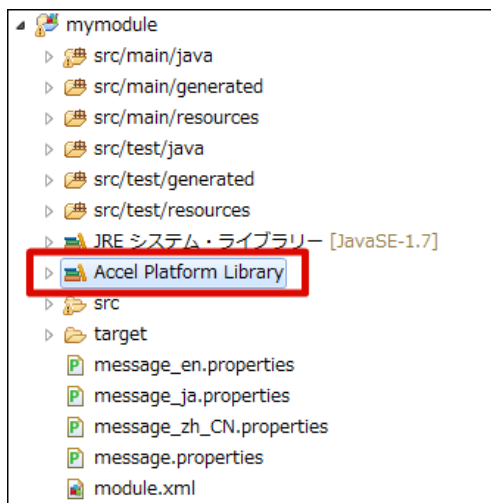 mymodule
src/main/java
src/main/generated
src/main/resources
src/test/java
src/test/generated
src/test/resources
JRE システム・ライブラリー [JavaSE-1.7]
Accel Platform Library
src
target
message_en.properties
message_ja.properties
message_zh_CN.properties
message.properties
module.xml